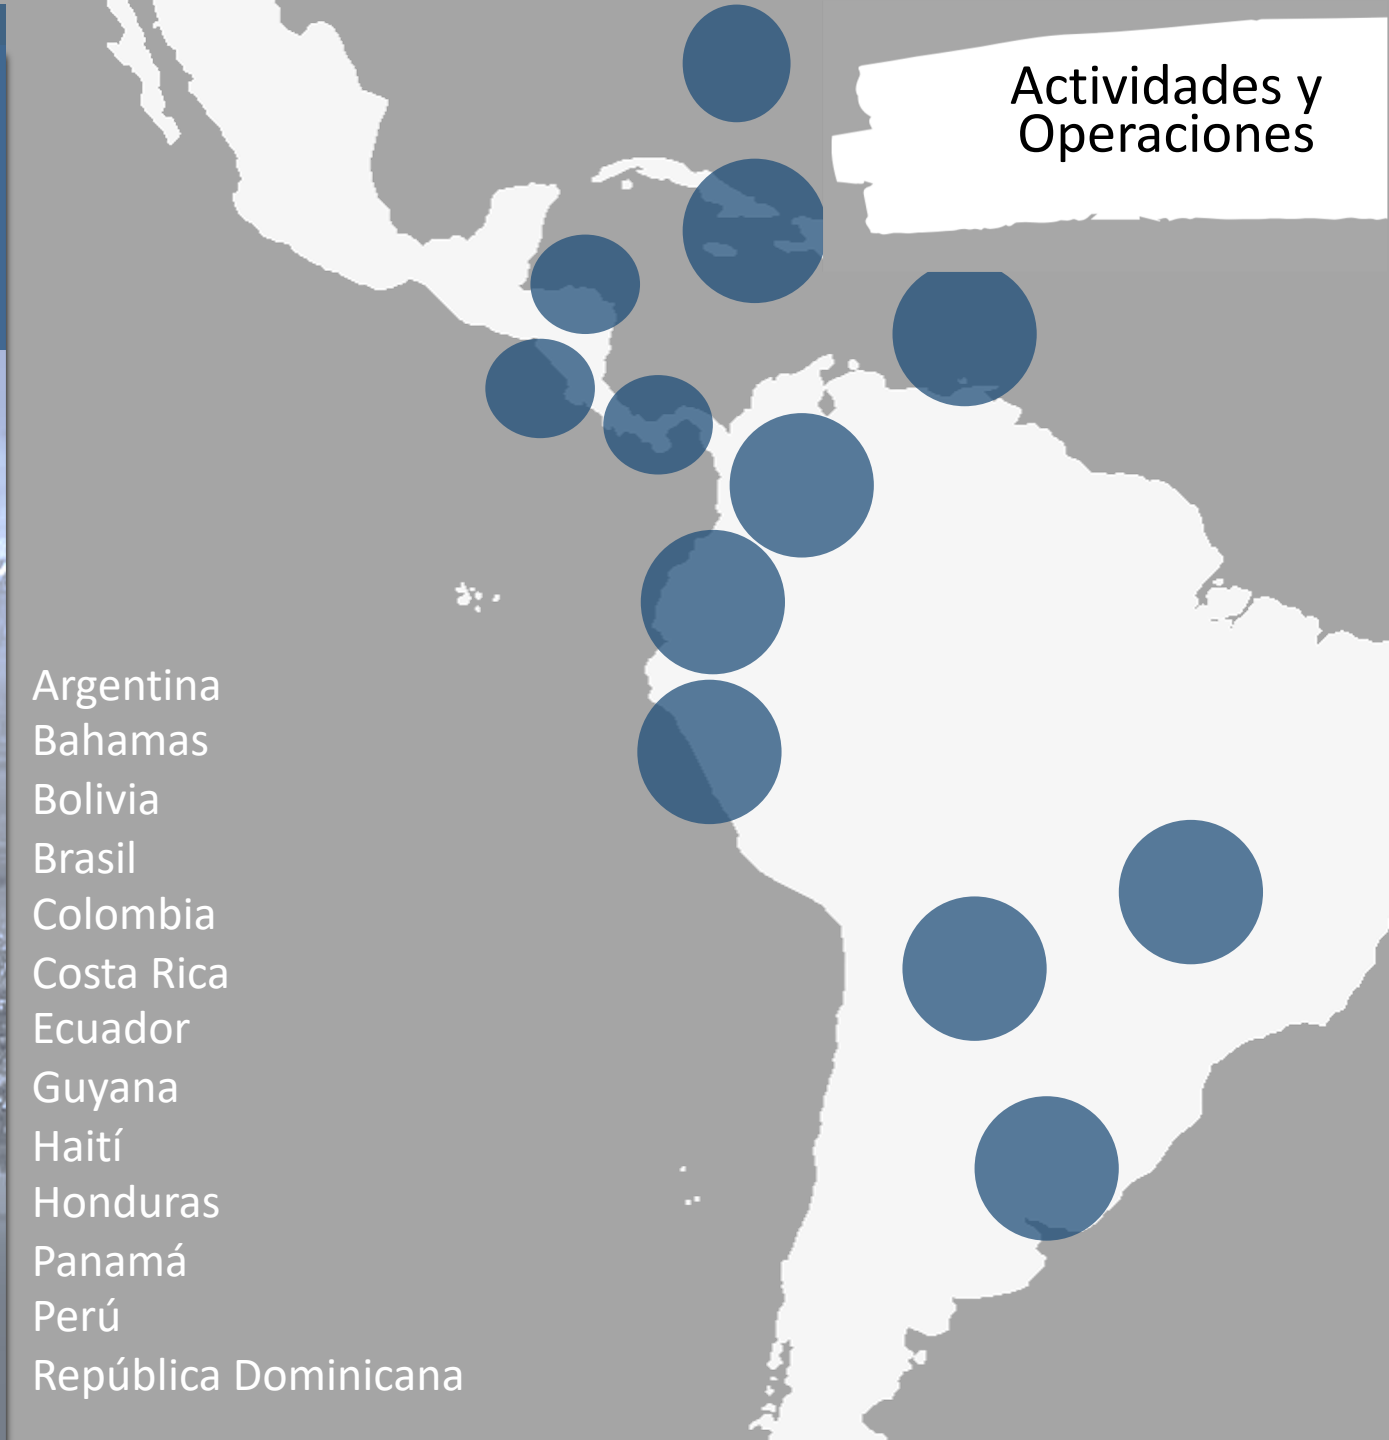 Actividades y
Operaciones
Argentina
Bahamas
Bolivia
Brasil
Colombia
Costa Rica
Ecuador
Guyana
Haití
Honduras
Panamá
Perú
República Dominicana